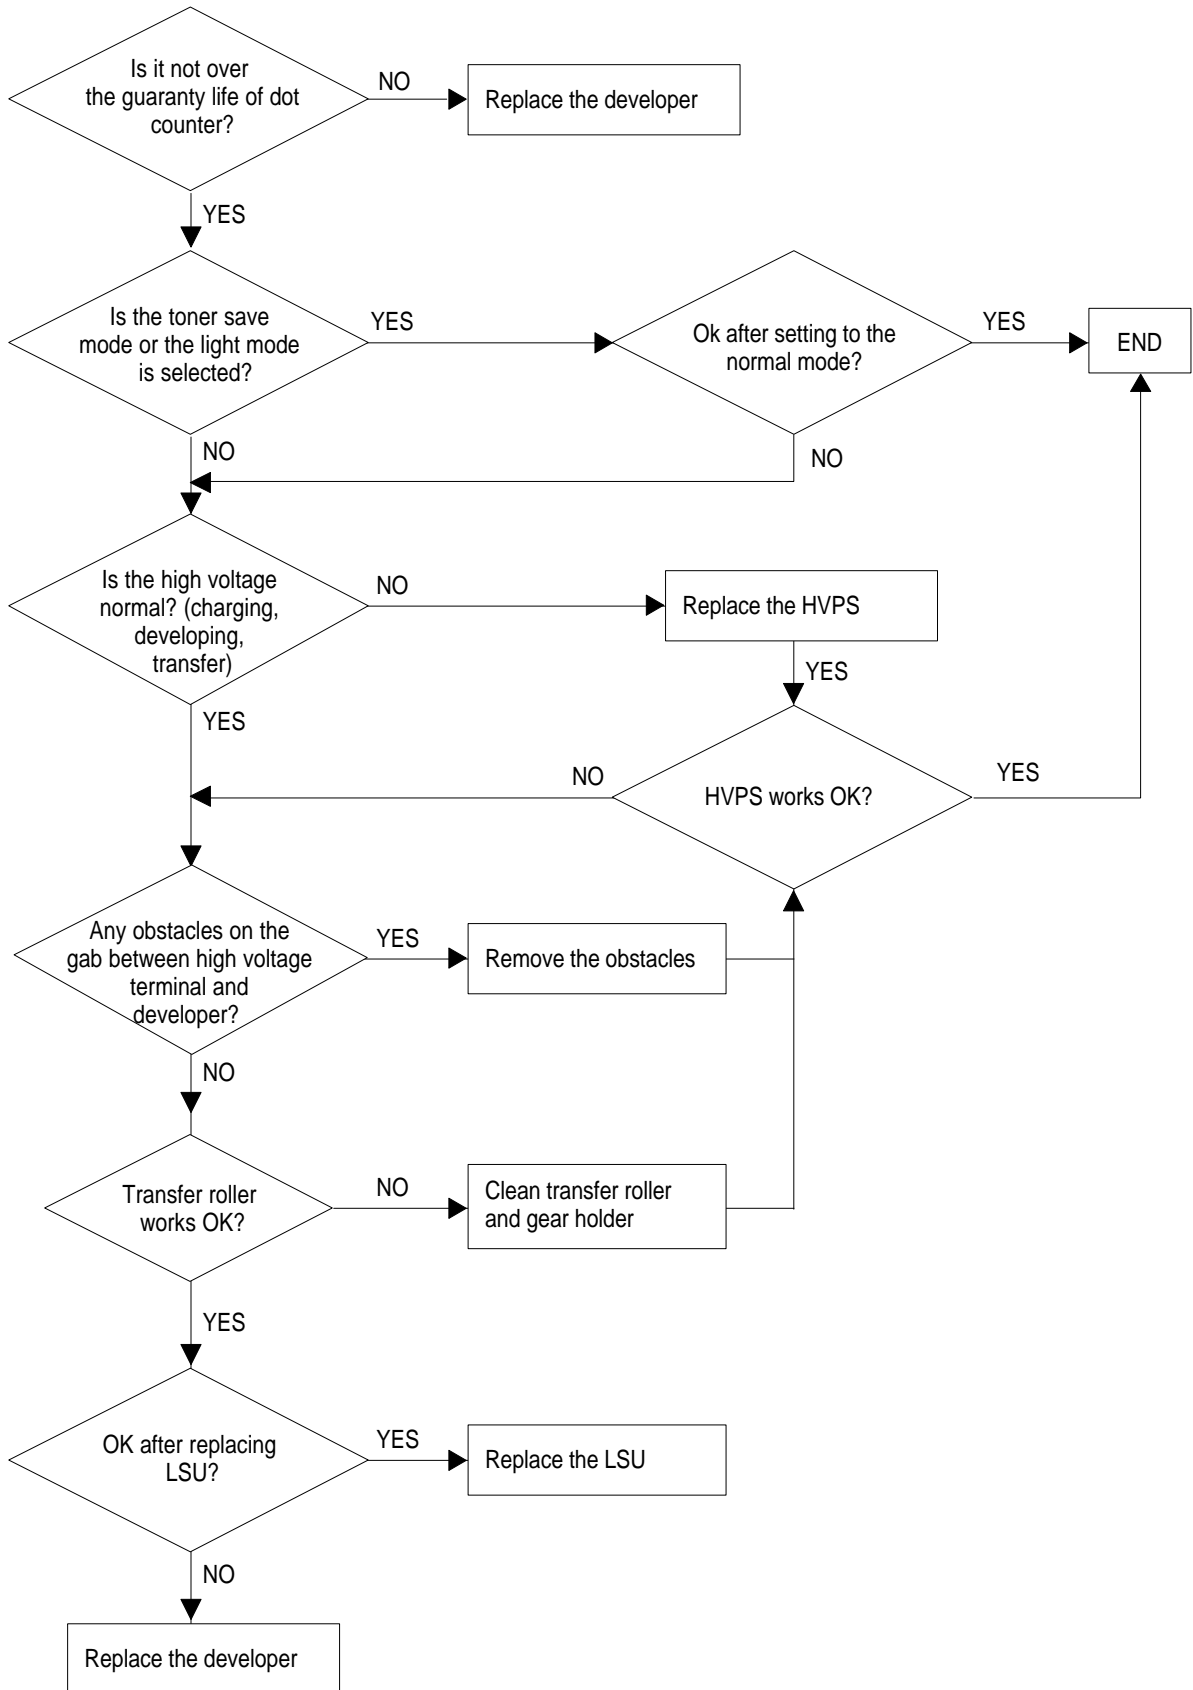 Is it not over
the guaranty life of dot
counter?
NO
Replace the developer
YES
Is the toner save
mode or the light mode
is selected?
YES
Ok after setting to the
normal mode?
YES
END
NO
NO
Is the high voltage
normal? (charging,
developing,
transfer)
NO
Replace the HVPS
YES
YES
NO
HVPS works OK?
YES
Any obstacles on the
gab between high voltage
terminal and
developer?
YES
Remove the obstacles
NO
Transfer roller
works OK?
NO
Clean transfer roller
and gear holder
YES
OK after replacing
LSU?
YES
Replace the LSU
NO
Replace the developer